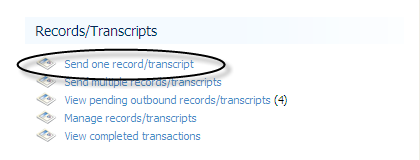 Records/Transcripts
Send one record/transcript
Send multiple records/transcripts
View pending outbound records/transcripts (4)
Manage records/transcripts
View completed transactions